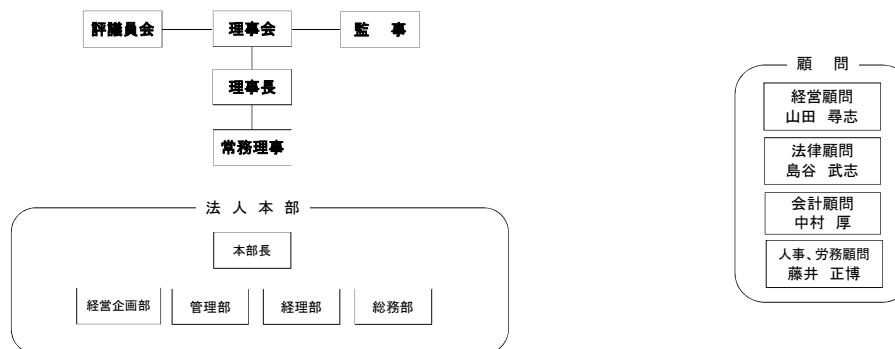 評議員会
理事会
監　事
理事長
常務理事
法 人 本 部
本部長
経営企画部
管理部
経理部
総務部
顧　問
経営顧問
山田　尋志
法律顧問
島谷　武志
会計顧問
中村　厚
人事、労務顧問
藤井　正博